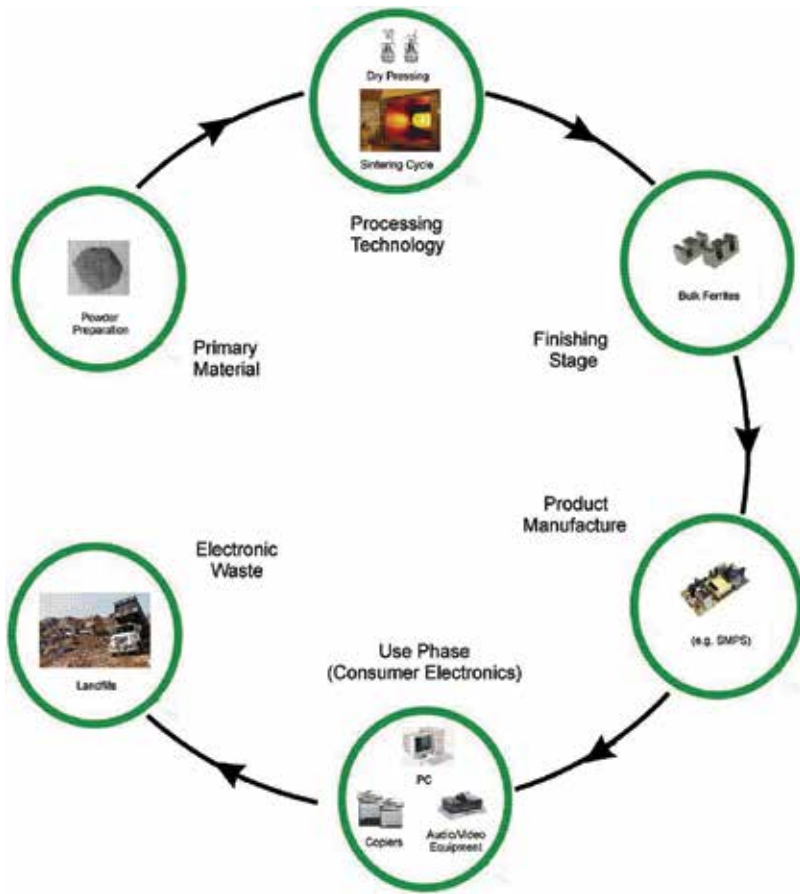 Dry Pressing
Sintering Cycle
Processing
Technology
Powder
Preparation
Primary
Material
Bulk Ferrites
Finishing
Stage
Product
Manufacture
(e.g. SMPS)
Use Phase
(Consumer Electronics)
PC
Copiers
Audio/Video
Equipment
Electronic
Waste
Landfills